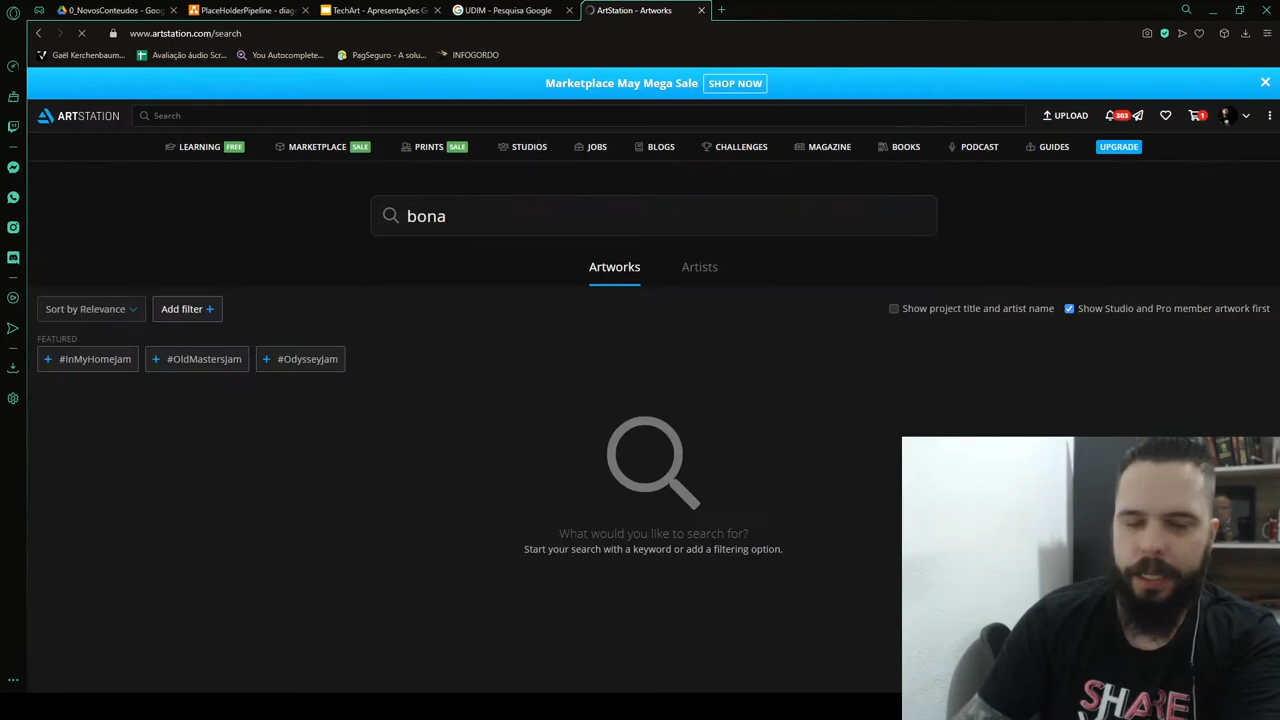 0_NovosConteudos - Goog
PlaceHolderPipeline - diag
TechArt - Apresentações G
UDIM - Pesquisa Google
ArtStation - Artworks
www.artstation.com/search
Gaël Kerchenbaum...
Avaliação áudio Scr...
You Autocomplete...
PagSeguro - A solu...
INFOGORDO
Marketplace May Mega Sale SHOP NOW
ARTSTATION
Search
UPLOAD
303
1
LEARNING FREE
MARKETPLACE SALE
PRINTS SALE
STUDIOS
JOBS
BLOGS
CHALLENGES
MAGAZINE
BOOKS
PODCAST
GUIDES
UPGRADE
bona
Artworks
Artists
Sort by Relevance
Add filter +
Show project title and artist name
Show Studio and Pro member artwork first
FEATURED
+ #InMyHomeJam
+ #OldMastersJam
+ #OdysseyJam
What would you like to search for?
Start your search with a keyword or add a filtering option.
SHARE